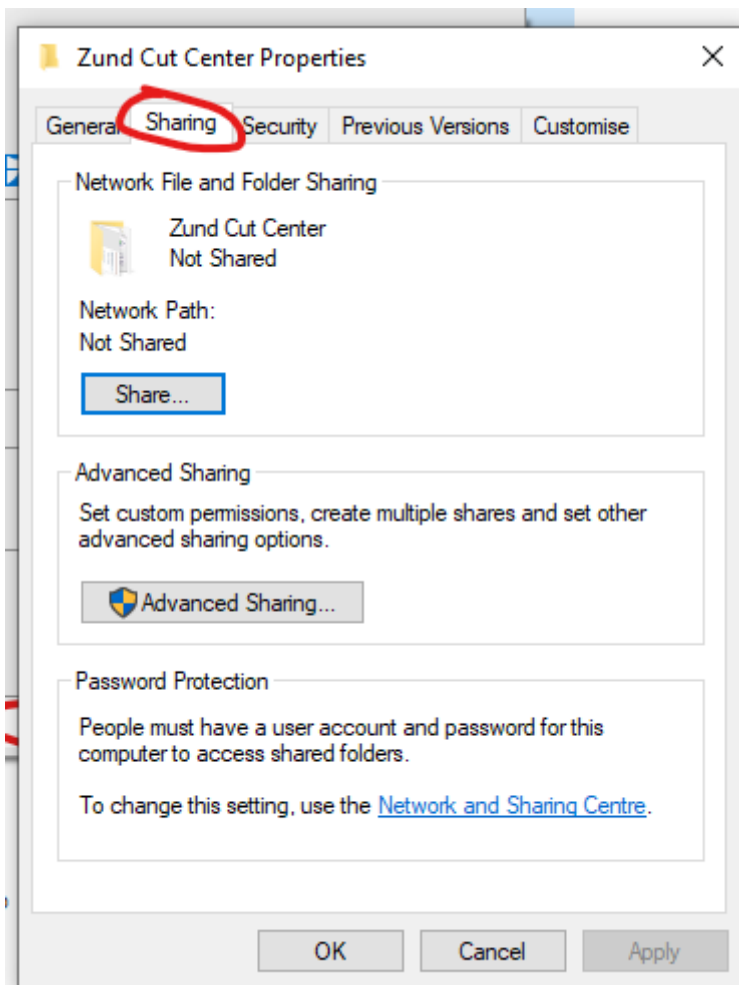 Zund Cut Center Properties
General Sharing Security Previous Versions Customise
Network File and Folder Sharing
Zund Cut Center
Not Shared
Network Path:
Not Shared
Share...
Advanced Sharing
Set custom permissions, create multiple shares and set other
advanced sharing options.
Advanced Sharing...
Password Protection
People must have a user account and password for this
computer to access shared folders.
To change this setting, use the Network and Sharing Centre.
OK Cancel Apply